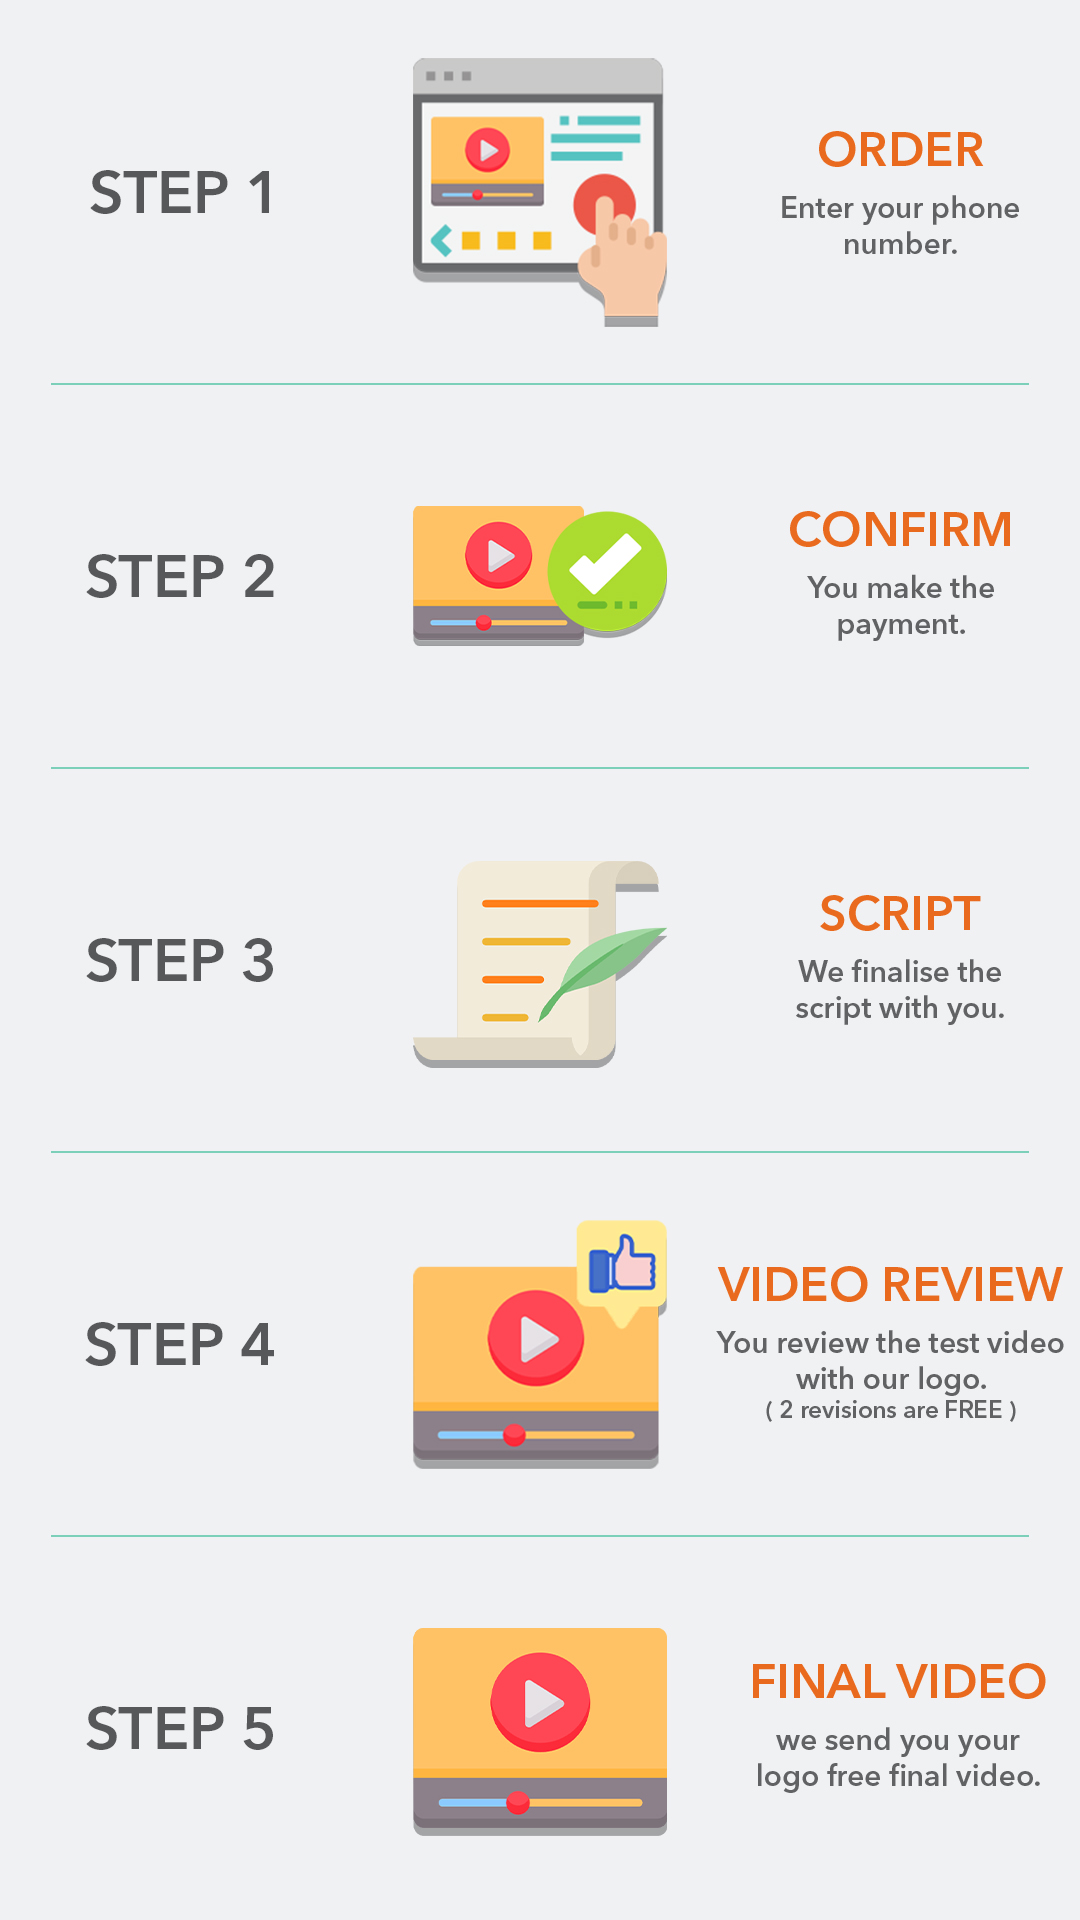 STEP 1
ORDER
Enter your phone
number.
STEP 2
CONFIRM
You make the
payment.
STEP 3
SCRIPT
We finalise the
script with you.
STEP 4
VIDEO REVIEW
You review the test video
with our logo.
( 2 revisions are FREE )
STEP 5
FINAL VIDEO
we send you your
logo free final video.